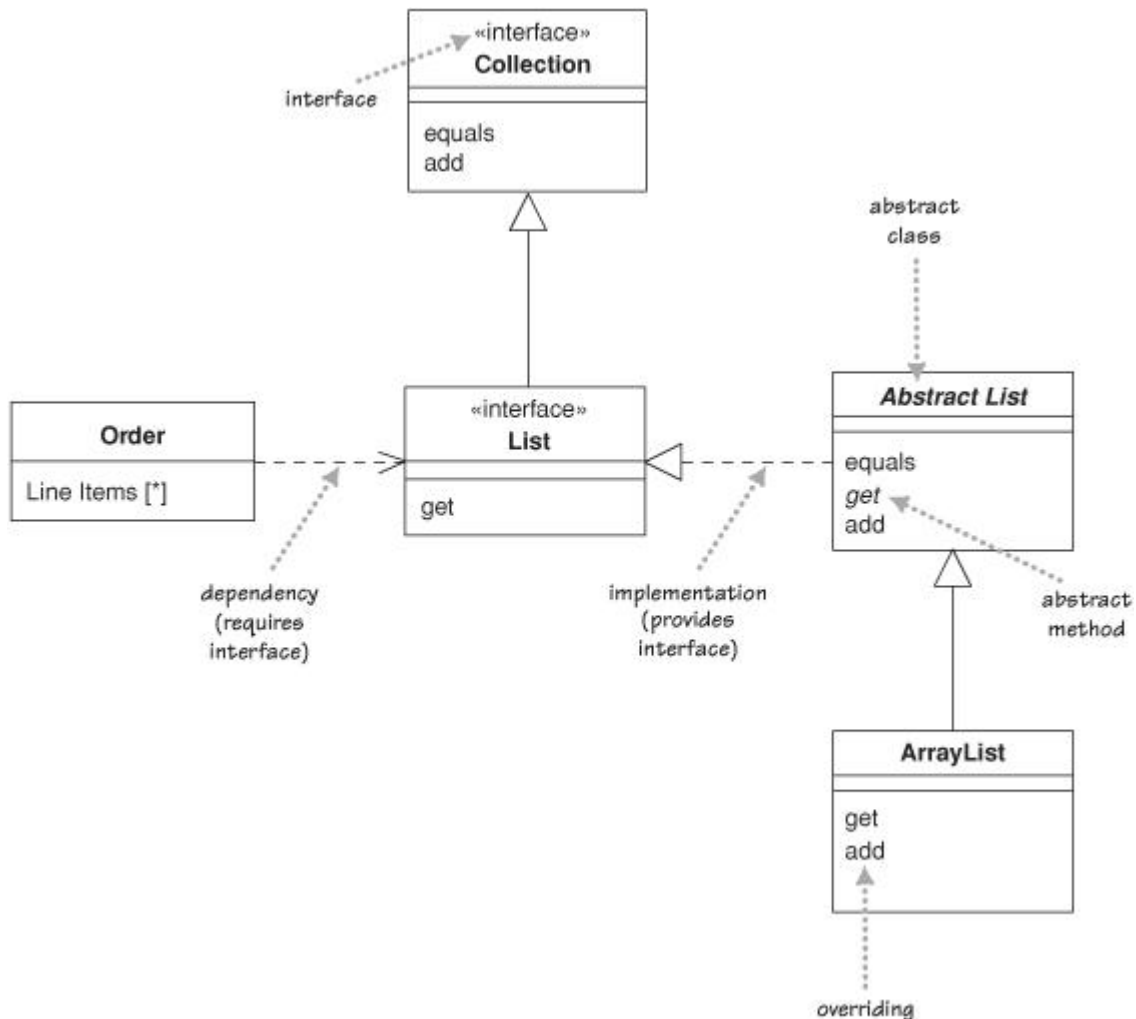 «interface»
Collection
interface
equals
add
abstract
class
«interface»
List
get
Abstract List
equals
get
add
Order
Line Items [*]
dependency
(requires
interface)
implementation
(provides
interface)
abstract
method
ArrayList
get
add
overriding